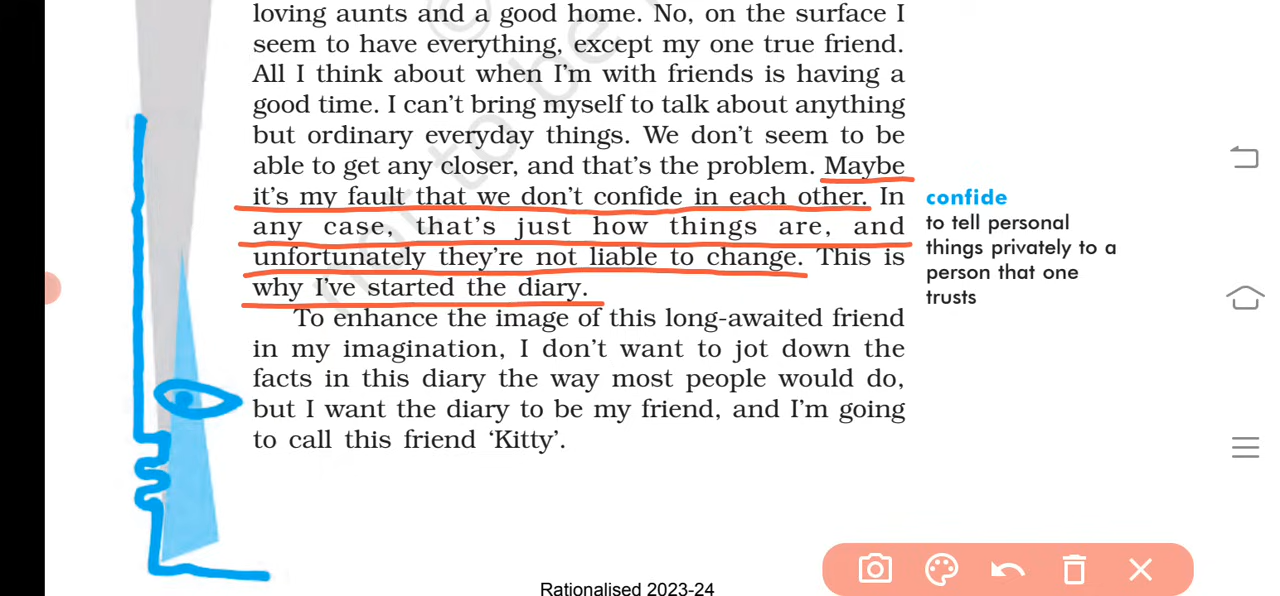 loving aunts and a good home. No, on the surface I
seem to have everything, except my one true friend.
All I think about when I'm with friends is having a
good time. I can't bring myself to talk about anything
but ordinary everyday things. We don't seem to be
able to get any closer, and that's the problem. Maybe
it's my fault that we don't confide in each other. In
any case, that's just how things are, and
unfortunately they're not liable to change. This is
why I've started the diary.
To enhance the image of this long-awaited friend
in my imagination, I don't want to jot down the
facts in this diary the way most people would do,
but I want the diary to be my friend, and I'm going
to call this friend ‘Kitty’.
confide
to tell personal
things privately to a
person that one
trusts
Rationalised 2023-24